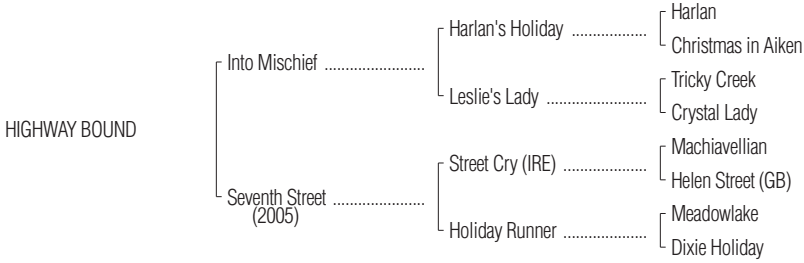 Harlan
Harlan's Holiday ....................
Christmas in Aiken
Into Mischief ..........................
Tricky Creek
Leslie's Lady ..........................
Crystal Lady
HIGHWAY BOUND
Machiavellian
Street Cry (IRE) ......................
Helen Street (GB)
Seventh Street ........................
(2005)
Meadowlake
Holiday Runner ......................
Dixie Holiday